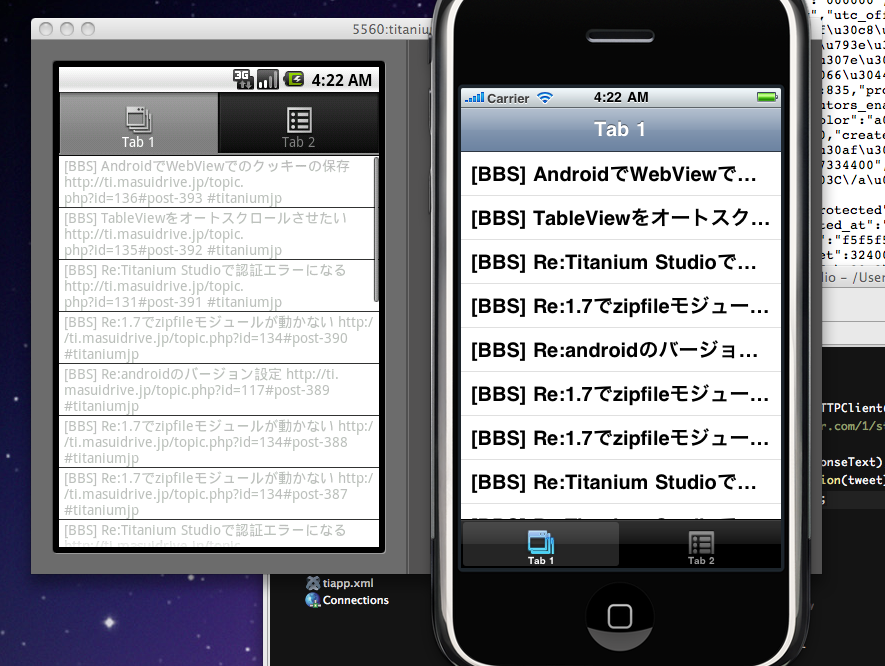 5560:titaniu
4:22 AM
Tab 1
Tab 2
[BBS] AndroidでWebViewでのクッキーの保存
http://ti.masuidrive.jp/topic.
php?id=136#post-393 #titaniumjp
[BBS] TableViewをオートスクロールさせたい
http://ti.masuidrive.jp/topic.
php?id=135#post-392 #titaniumjp
[BBS] Re:Titanium Studioで認証エラーになる
http://ti.masuidrive.jp/topic.
php?id=131#post-391 #titaniumjp
[BBS] Re:1.7でzipfileモジュールが動かない http:/
/ti.masuidrive.jp/topic.php?id=134#post-390
#titaniumjp
[BBS] Re:androidのバージョン設定 http://ti.
masuidrive.jp/topic.php?id=117#post-389
#titaniumjp
[BBS] Re:1.7でzipfileモジュールが動かない http:/
/ti.masuidrive.jp/topic.php?id=134#post-388
#titaniumjp
[BBS] Re:1.7でzipfileモジュールが動かない http:/
/ti.masuidrive.jp/topic.php?id=134#post-387
#titaniumjp
[BBS] Re:Titanium Studioで認証エラーになる
http://ti.masuidrive.jp/topic.
Carrier
4:22 AM
Tab 1
[BBS] AndroidでWebViewで...
[BBS] TableViewをオートスク...
[BBS] Re:Titanium Studioで...
[BBS] Re:1.7でzipfileモジュー...
[BBS] Re:androidのバージョ...
[BBS] Re:1.7でzipfileモジュー...
[BBS] Re:1.7でzipfileモジュー...
[BBS] Re:Titanium Studioで...
Tab 1
Tab 2
tiapp.xml
Connections
"utc_of
f\u30c8\u
\u793e\u
\u307e\u
066\u304
:835,"pro
utors_ena
olor":"a0
0,"create
\u30af\u
7334400"
03C\/a\u0
rotected"
ted_at":"
":"f5f5f5
et":32400
dio – /User
TTPClient(
r.com/1/s
onseText)
ion(tweet)